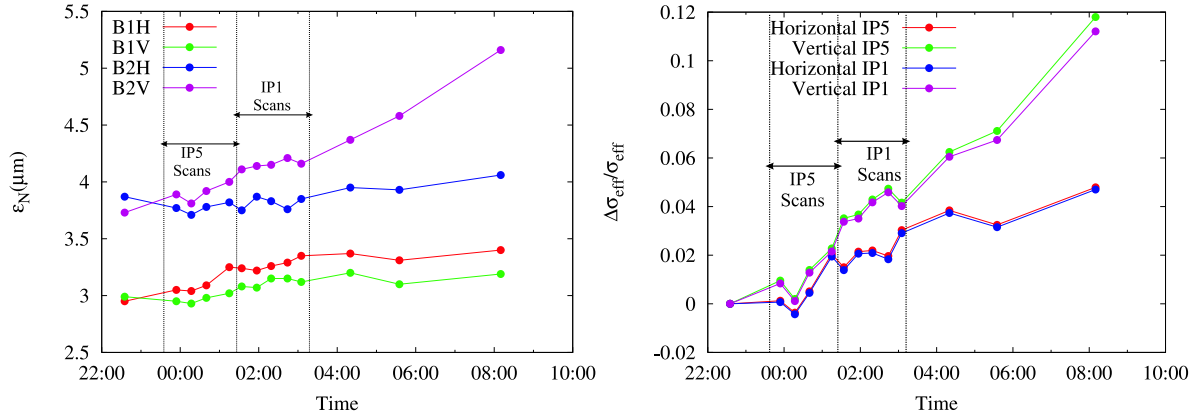 B1H
B1V
B2H
B2V
IP1
Scans
IP5
Scans
5.5
5
4.5
4
3.5
3
2.5
εN(μm)
22:00 00:00 02:00 04:00 06:00 08:00 10:00
Time
Horizontal IP5
Vertical IP5
Horizontal IP1
Vertical IP1
IP1
Scans
IP5
Scans
0.12
0.1
0.08
0.06
0.04
0.02
0
-0.02
Δσeff/σeff
22:00 00:00 02:00 04:00 06:00 08:00 10:00
Time